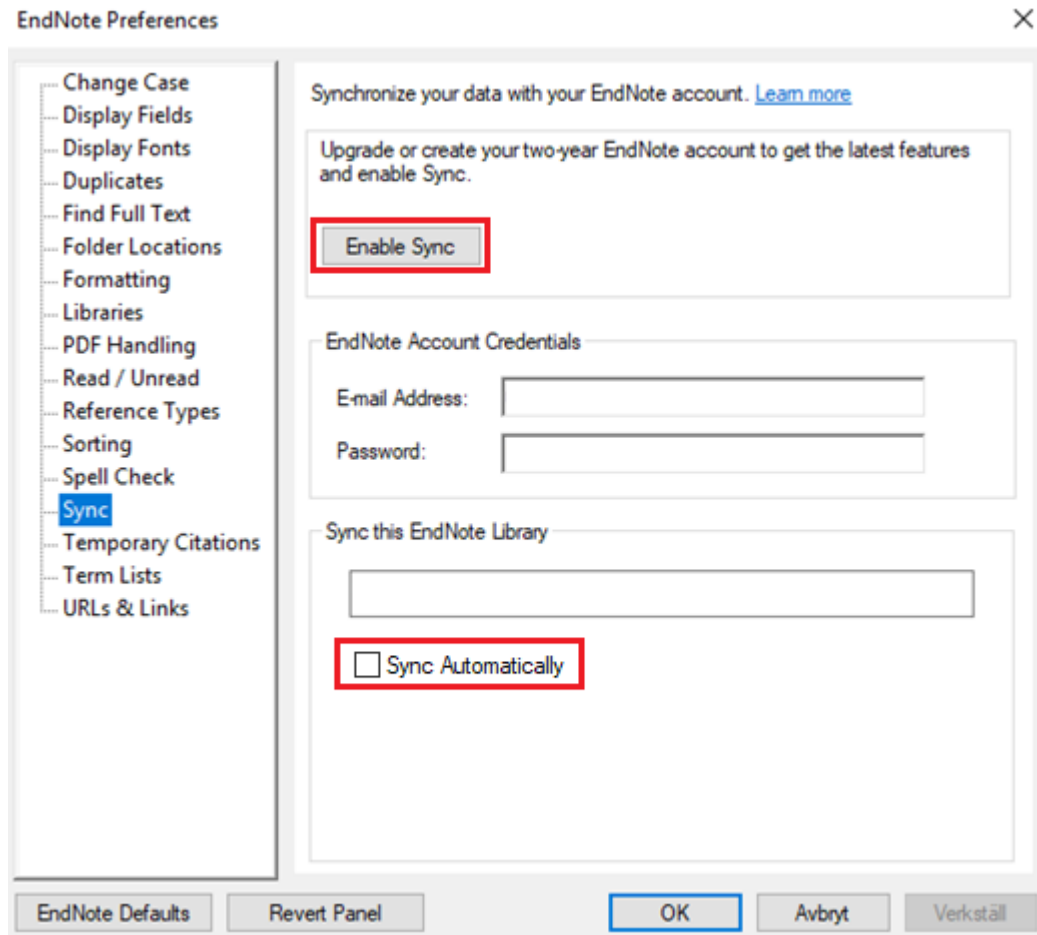 EndNote Preferences
Change Case
Display Fields
Display Fonts
Duplicates
Find Full Text
Folder Locations
Formatting
Libraries
PDF Handling
Read / Unread
Reference Types
Sorting
Spell Check
Sync
Temporary Citations
Term Lists
URLs & Links
Synchronize your data with your EndNote account. Learn more
Upgrade or create your two-year EndNote account to get the latest features
and enable Sync.
Enable Sync
EndNote Account Credentials
E-mail Address:
Password:
Sync this EndNote Library
Sync Automatically
EndNote Defaults Revert Panel OK Avbryt Verkställ